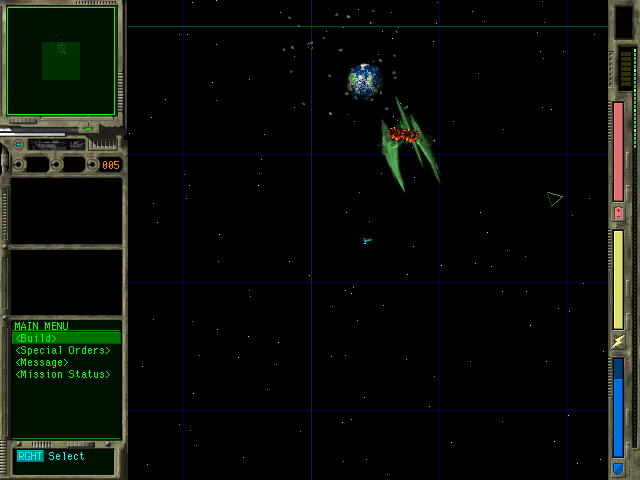 005
MAIN MENU
<Build>
<Special Orders>
<Message>
<Mission Status>
RGHT Select